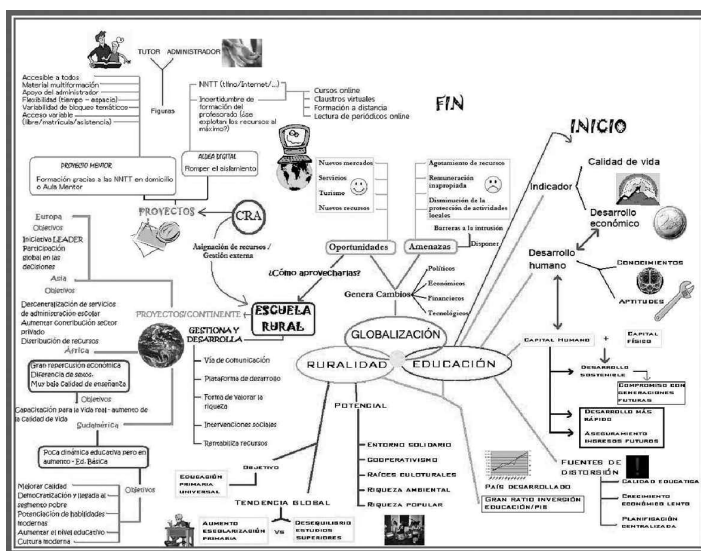 TUTOR ADMINISTRADOR
Figuras
Accesible a todos
Material multiformación
Apoyo del administrador
Flexibilidad (tiempo - espacio)
Variabilidad de bloques temáticos
Acceso variable
(libre/matrícula/asistencia)
NNTT (tlfno/Internet/...)
Incertidumbre de
formación del
profesorado (¿se
explotan los recursos al
máximo?)
Cursos online
Claustros virtuales
Formación a distancia
Lectura de periódicos online
PROYECTO MENTOR
Formación gracias a las NNTT en domicilio
o Aula Mentor
ALDEA DIGITAL
Romper el aislamiento
PROYECTOS
CRA
Asignación de recursos /
Gestión externa
FIN
INICIO
Nuevos mercados
Servicios
Turismo
Nuevos recursos
Agotamiento de recursos
Remuneración
inapropiada
Disminución de la
protección de actividades
locales
Barreras a la intrusión
Disponer
Oportunidades
Amenazas
¿Cómo aprovecharlas?
Genera Cambios
Políticos
Económicos
Financieros
Tecnológicos
Indicador
Calidad de vida
Desarrollo
económico
Desarrollo
humano
CONOCIMIENTOS
APTITUDES
CAPITAL HUMANO
+
CAPITAL
FÍSICO
DESARROLLO
SOSTENIBLE
COMPROMISO CON
GENERACIONES
FUTURAS
DESARROLLO MÁS
RÁPIDO
ASEGURAMIENTO
INGRESOS FUTUROS
Europa
Objetivos
Iniciativa LEADER
Participación
global en las
decisiones
Asia
Objetivos
Descentralización de servicios
de administración escolar
Aumentar contribución sector
privado
Distribución de recursos
África
Gran repercusión económica
Diferencia de sexos.
Muy baja Calidad de enseñanza
Objetivos
Capacitación para la vida real - aumento de
la Calidad de Vida
Sudamérica
Poca dinámica educativa pero en
aumento - Ed. Básica
Objetivos
Mejorar Calidad
Democratización y llegada al
segmento pobre
Potenciación de habilidades
modernas
Aumentar el nivel educativo
Cultura moderna
PROYECTOS/CONTINENTE
ESCUELA
RURAL
GESTIONA Y
DESARROLLA
Vía de comunicación
Plataforma de desarroo
Forma de valorar la
riqueza
Intervenciones sociales
Rentabiliza recursos
GLOBALIZACIÓN
RURALIDAD
EDUCACIÓN
POTENCIAL
ENTORNO SOLIDARIO
COOPERATIVISMO
RAÍCES CULOTURALES
RIQUEZA AMBIENTAL
RIQUEZA POPULAR
OBJETIVO
EDUCACIÓN
PRIMARIA
UNIVERSAL
TENDENCIA GLOBAL
AUMENTO
ESCOLARIZACIÓN
PRIMARIA
VS
DESEQUILIBRIO
ESTUDIOS
SUPERIORES
PAÍS DESARROLLADO
GRAN RATIO INVERSIÓN
EDUCACIÓN/PIB
FUENTES DE
DISTORSIÓN
CALIDAD EDUCATICA
CRECIMIENTO
ECONÓMICO LENTO
PLANIFICACIÓN
CENTRALIZADA